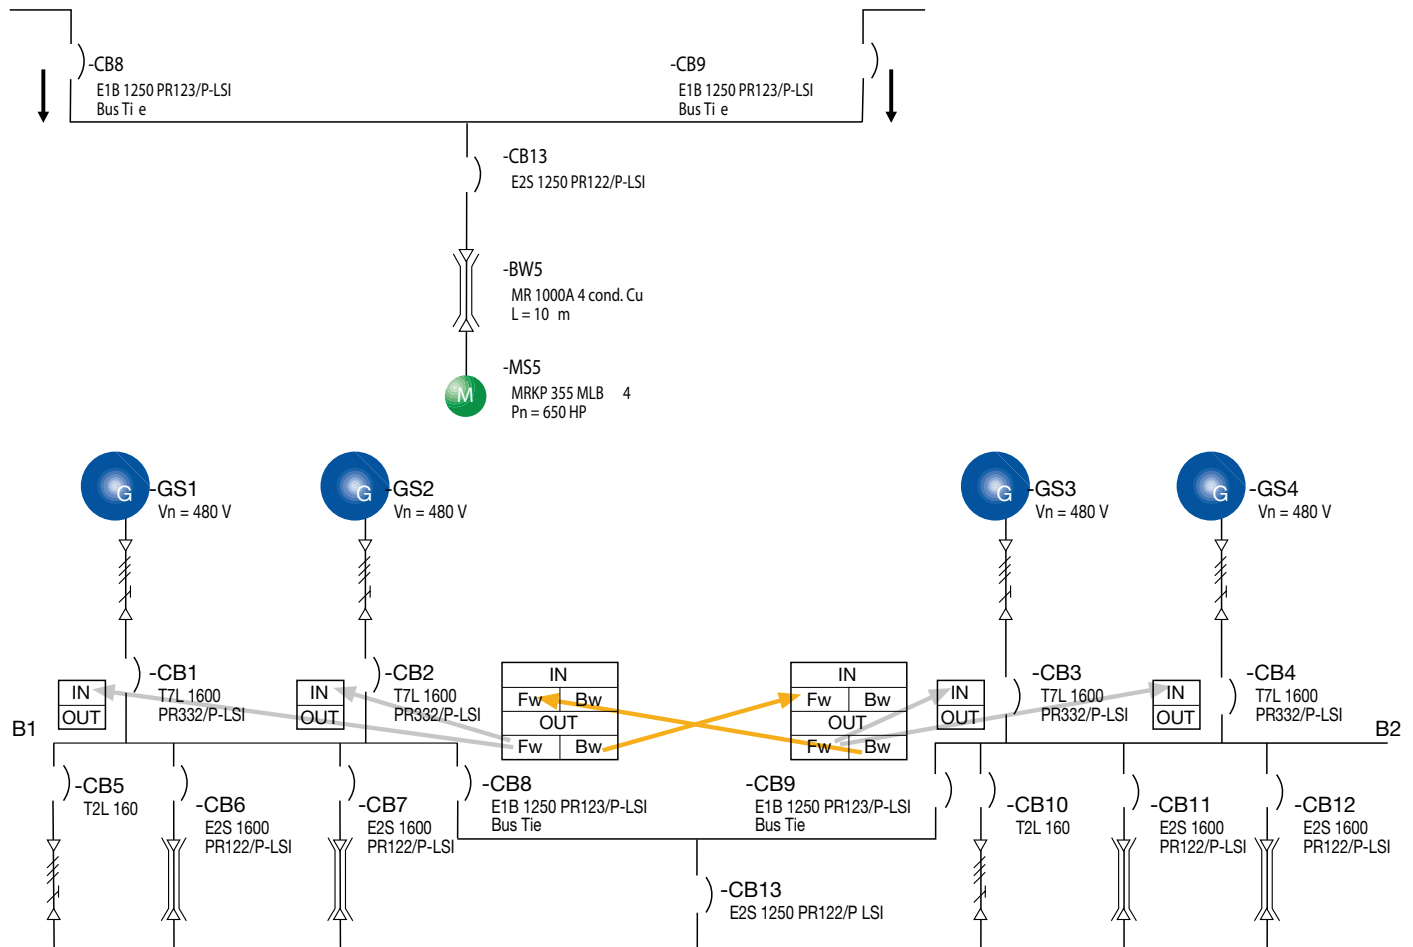 -CB8
E1B 1250 PR123/P-LSI
Bus Ti e
-CB9
E1B 1250 PR123/P-LSI
Bus Ti e
-CB13
E2S 1250 PR122/P-LSI
-BW5
MR 1000A 4 cond. Cu
L = 10 m
-MS5
MRKP 355 MLB 4
Pn = 650 HP
M
G
-GS1
Vn = 480 V
G
-GS2
Vn = 480 V
G
-GS3
Vn = 480 V
G
-GS4
Vn = 480 V
-CB1
T7L 1600
PR332/P-LSI
IN
OUT
-CB2
T7L 1600
PR332/P-LSI
IN
OUT
IN
Fw Bw
OUT
Fw Bw
IN
Fw Bw
OUT
Fw Bw
-CB3
T7L 1600
PR332/P-LSI
IN
OUT
-CB4
T7L 1600
PR332/P-LSI
IN
OUT
B1
B2
-CB5
T2L 160
-CB6
E2S 1600
PR122/P-LSI
-CB7
E2S 1600
PR122/P-LSI
-CB8
E1B 1250 PR123/P-LSI
Bus Tie
-CB9
E1B 1250 PR123/P-LSI
Bus Tie
-CB10
T2L 160
-CB11
E2S 1600
PR122/P-LSI
-CB12
E2S 1600
PR122/P-LSI
-CB13
E2S 1250 PR122/P LSI